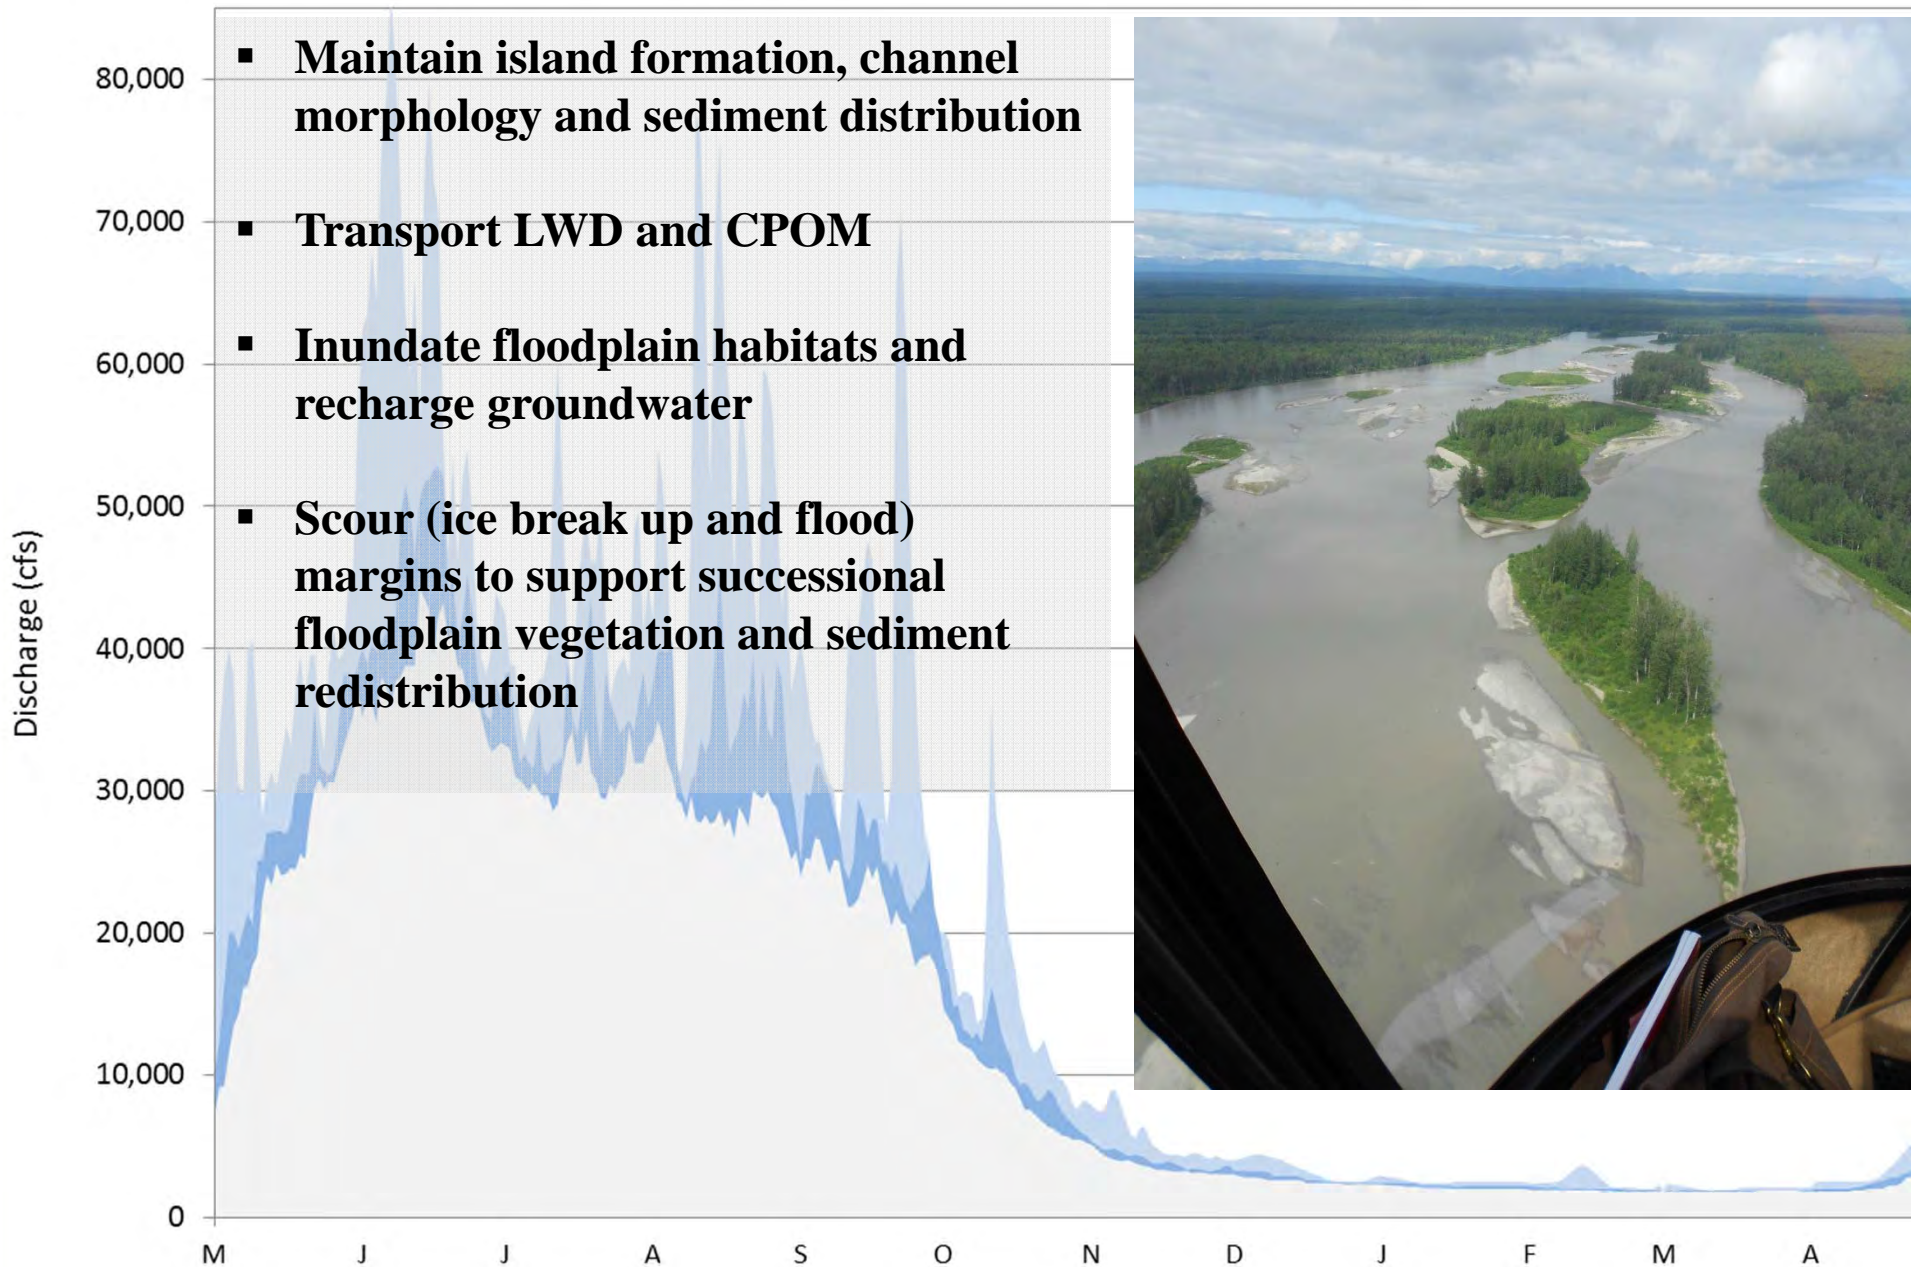 ▪ Maintain island formation, channel
morphology and sediment distribution
▪ Transport LWD and CPOM
▪ Inundate floodplain habitats and
recharge groundwater
▪ Scour (ice break up and flood)
margins to support successional
floodplain vegetation and sediment
redistribution
Discharge (cfs)
80,000
70,000
60,000
50,000
40,000
30,000
20,000
10,000
0
M J J A S O N D J F M A